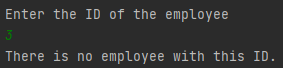 Enter the ID of the employee
3
There is no employee with this ID.